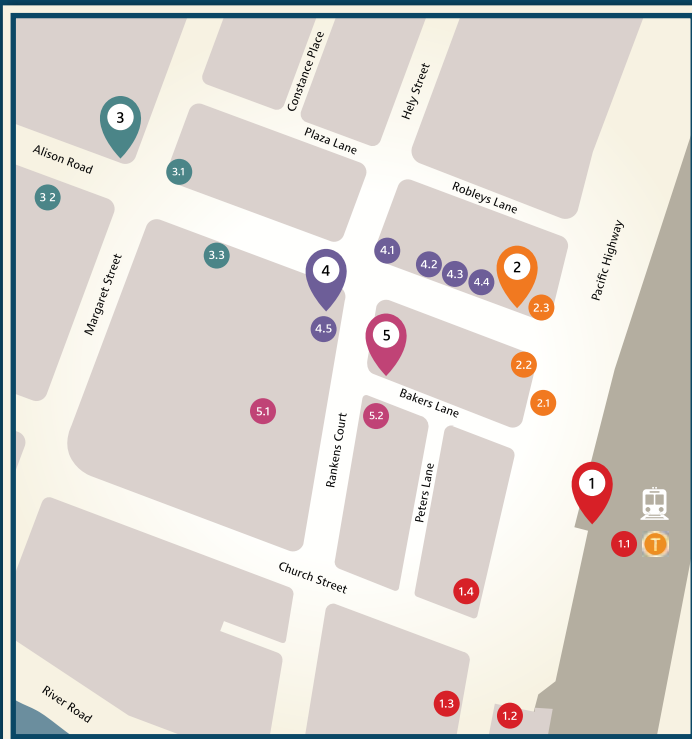 Constance Place
Hely Street
3
Plaza Lane
Alison Road
3.1
3 2
Robleys Lane
Pacific Highway
Margaret Street
3.3
4
4.1
4.2
4.3
4.4
2
2.3
4.5
5
2.2
Bakers Lane
2.1
5.1
5.2
Rankens Court
Peters Lane
1
1.1
T
Church Street
1.4
River Road
1.3
1.2